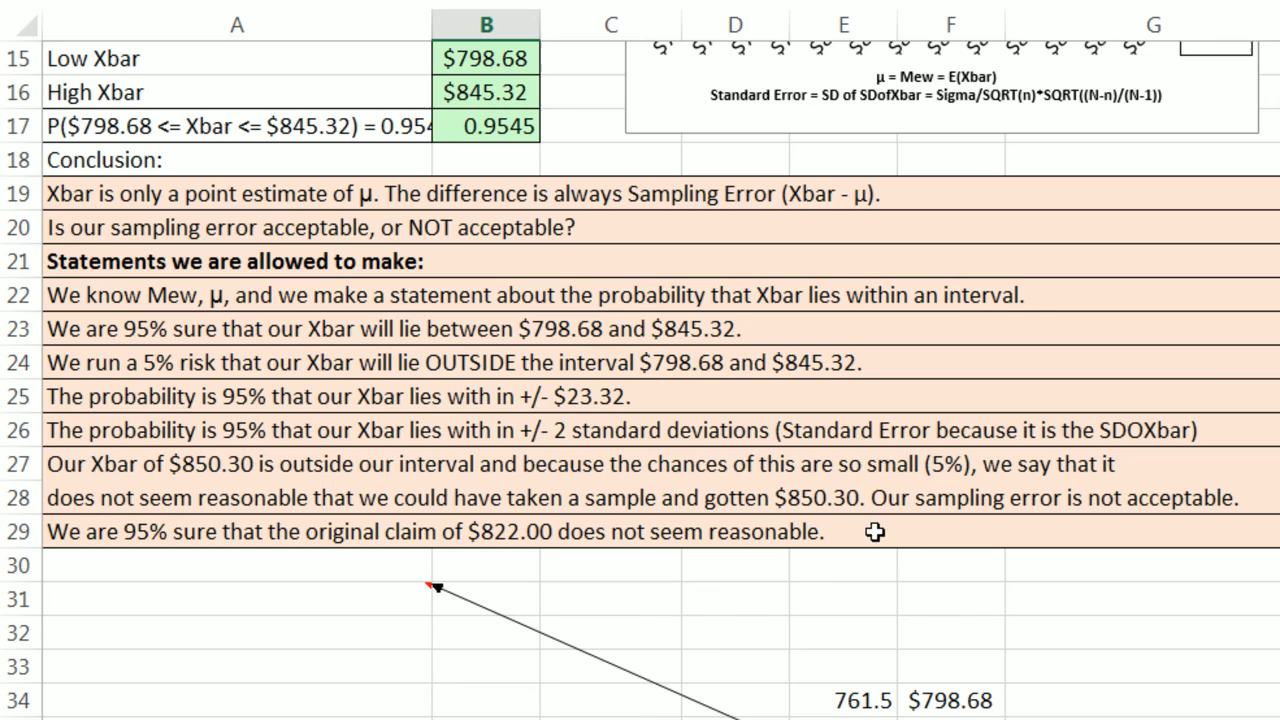 A B C D E F G
15 Low Xbar $798.68
16 High Xbar $845.32
μ = Mew = E(Xbar)
Standard Error = SD of SDofXbar = Sigma/SQRT(n)*SQRT((N-n)/(N-1))
17 P($798.68 <= Xbar <= $845.32) = 0.954 0.9545
18 Conclusion:
19 Xbar is only a point estimate of μ. The difference is always Sampling Error (Xbar - μ).
20 Is our sampling error acceptable, or NOT acceptable?
21 Statements we are allowed to make:
22 We know Mew, μ, and we make a statement about the probability that Xbar lies within an interval.
23 We are 95% sure that our Xbar will lie between $798.68 and $845.32.
24 We run a 5% risk that our Xbar will lie OUTSIDE the interval $798.68 and $845.32.
25 The probability is 95% that our Xbar lies with in +/- $23.32.
26 The probability is 95% that our Xbar lies with in +/- 2 standard deviations (Standard Error because it is the SDOXbar)
27 Our Xbar of $850.30 is outside our interval and because the chances of this are so small (5%), we say that it
28 does not seem reasonable that we could have taken a sample and gotten $850.30. Our sampling error is not acceptable.
29 We are 95% sure that the original claim of $822.00 does not seem reasonable.
30
31
32
33
34 761.5 $798.68